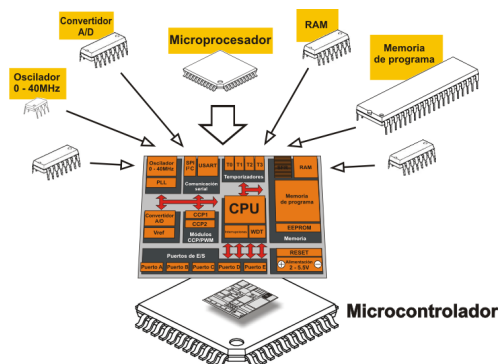 Convertidor
A/D
Microprocesador
RAM
Memoria
de programa
Oscilador
0 - 40MHz
Oscilador
0 - 40MHz
PLL
SPI
I²C
USART
Comunicación
serial
T0 T1 T2 T3
Temporizadores
RAM
Memoria
de programa
EEPROM
Memoria
Convertidor
A/D
Vref
CCP1
CCP2
Módulos
CCP/PWM
CPU
WDT
Puertos de E/S
Puerto A Puerto B Puerto C Puerto D Puerto E
RESET
Alimentación
2 - 5.5V
Microcontrolador